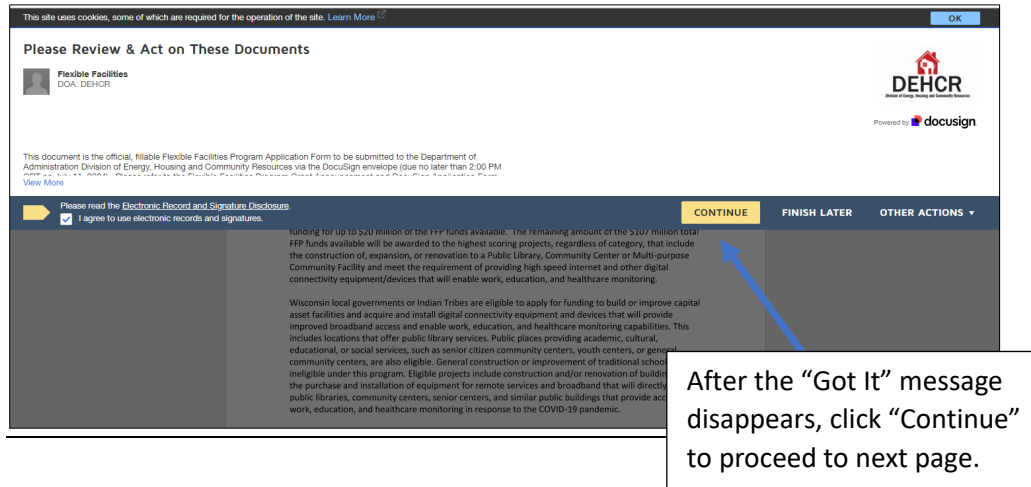 This site uses cookies, some of which are required for the operation of the site. Learn More
OK
Please Review & Act on These Documents
Flexible Facilities
DOA: DEHCR
DEHCR
Division of Energy, Housing and Community Resources
Powered by docusign
This document is the official, fillable Flexible Facilities Program Application Form to be submitted to the Department of
Administration Division of Energy, Housing and Community Resources via the DocuSign envelope (due no later than 2:00 PM
View More
Please read the Electronic Record and Signature Disclosure.
I agree to use electronic records and signatures.
CONTINUE
FINISH LATER
OTHER ACTIONS
funding for up to $20 million of the FFP funds available. The remaining amount of the $107 million total
FFP funds available will be awarded to the highest scoring projects, regardless of category, that include
the construction of, expansion, or renovation to a Public Library, Community Center or Multi-purpose
Community Facility and meet the requirement of providing high speed internet and other digital
connectivity equipment/devices that will enable work, education, and healthcare monitoring.
Wisconsin local governments or Indian Tribes are eligible to apply for funding to build or improve capital
asset facilities and acquire and install digital connectivity equipment and devices that will provide
improved broadband access and enable work, education, and healthcare monitoring capabilities. This
includes locations that offer public library services. Public places providing academic, cultural,
educational, or social services, such as senior citizen community centers, youth centers, or general
community centers, are also eligible. General construction or improvement of traditional school
ineligible under this program. Eligible projects include construction and/or renovation of buildin
the purchase and installation of equipment for remote services and broadband that will directly
public libraries, community centers, senior centers, and similar public buildings that provide acc
work, education, and healthcare monitoring in response to the COVID-19 pandemic.
After the “Got It” message
disappears, click “Continue”
to proceed to next page.